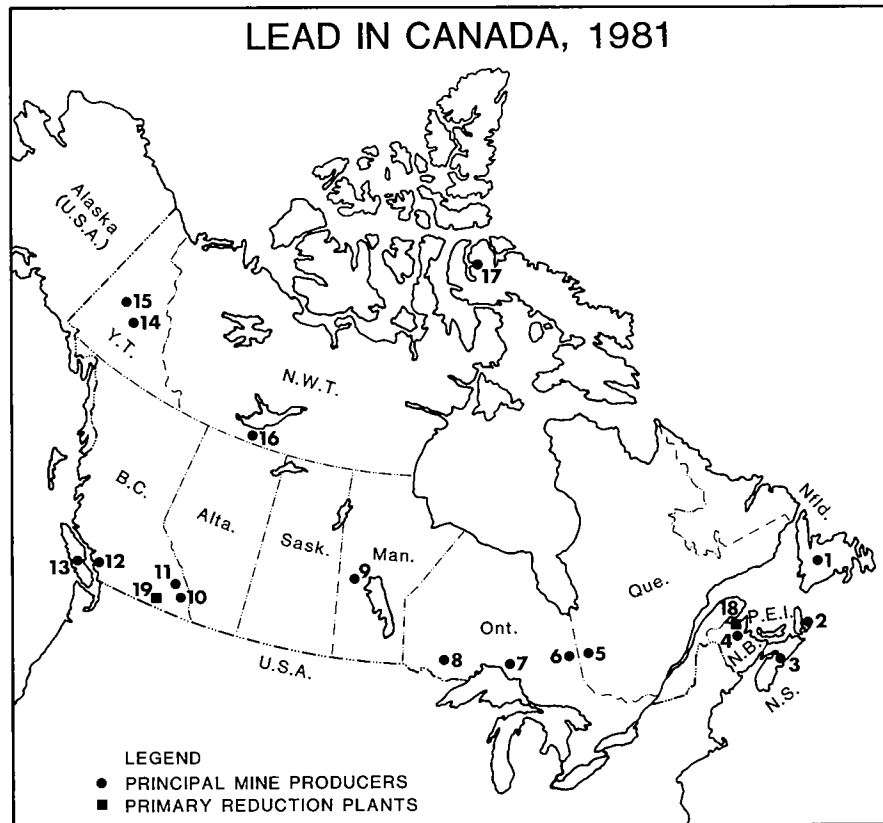 LEAD IN CANADA, 1981
Alaska
(U.S.A.)
17
15
14
Y.T.
N.W.T.
16
B.C.
Alta.
Sask.
Man.
Nfld.
13
12
11
10
19
9
1
Que.
18
P.E.I.
2
4
N.B.
3
N.S.
Ont.
8
7
6
5
U.S.A.
LEGEND
PRINCIPAL MINE PRODUCERS
PRIMARY REDUCTION PLANTS